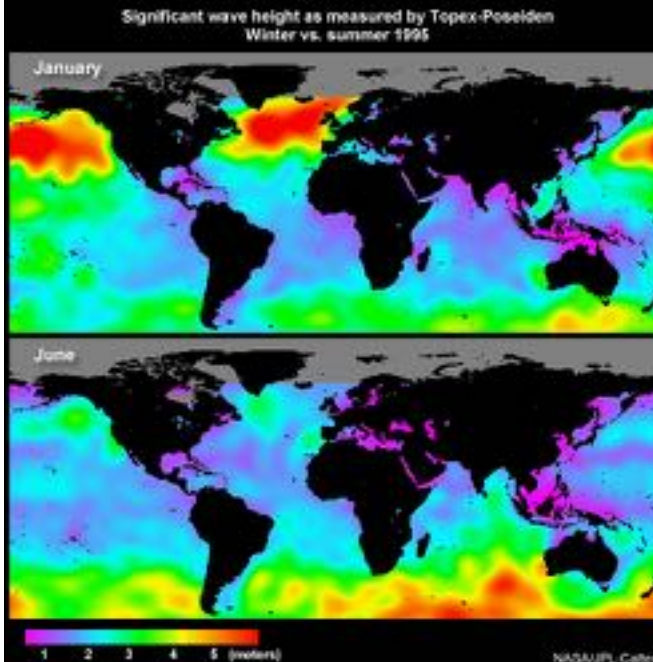 Significant wave height as measured by Topex-Poseiden
Winter vs. summer 1995
January
June
1 2 3 4 5 (meters)